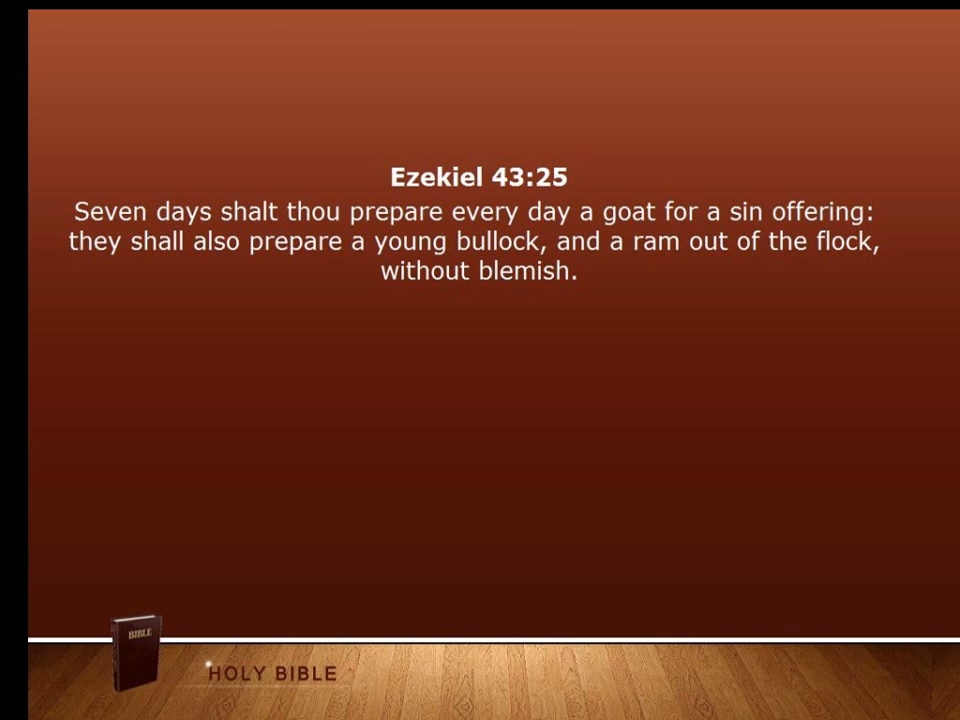 Ezekiel 43:25
Seven days shalt thou prepare every day a goat for a sin offering:
they shall also prepare a young bullock, and a ram out of the flock,
without blemish.
BIBLE
HOLY BIBLE